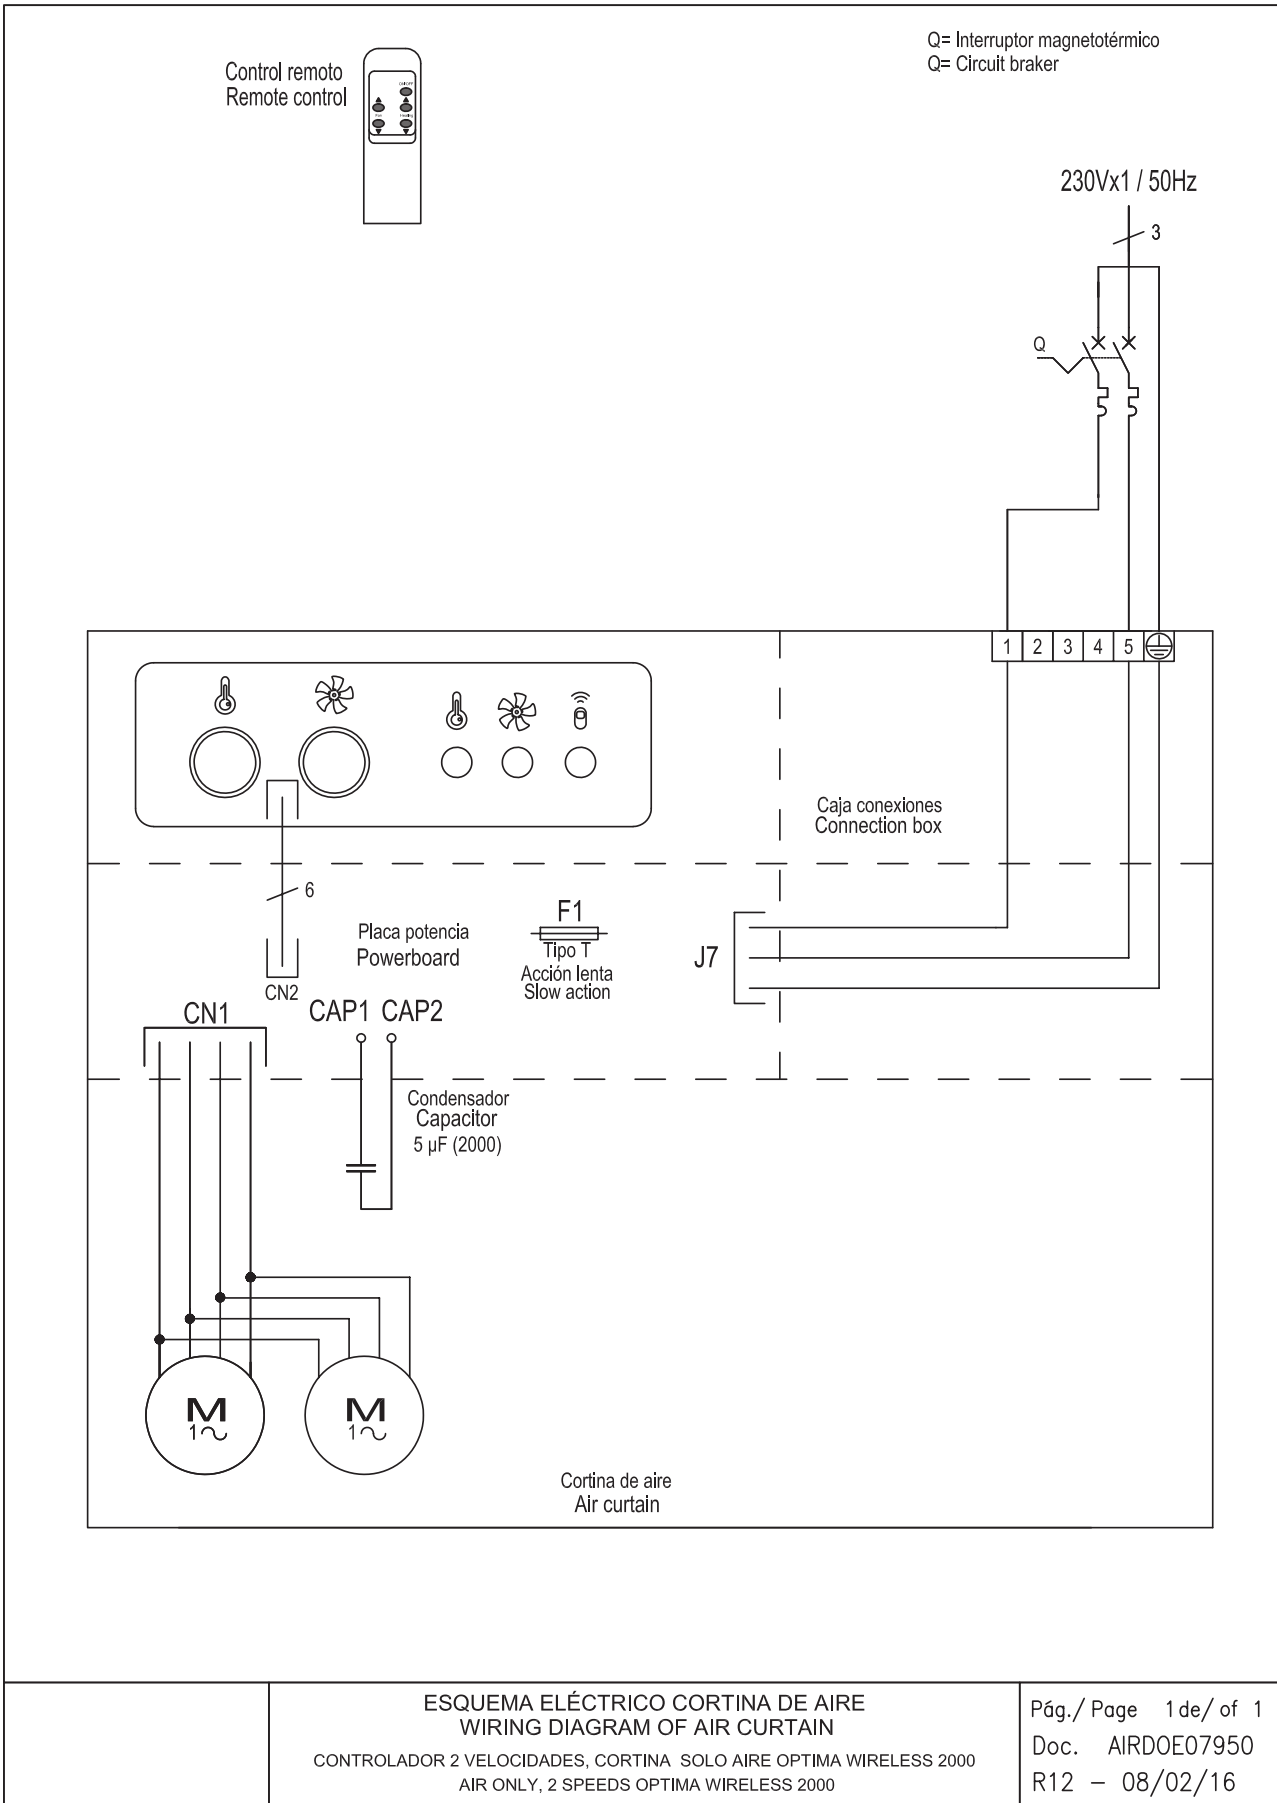 Control remoto
Remote control
On/OFF
Fan
Heating
Q= Interruptor magnetotérmico
Q= Circuit braker
230Vx1 / 50Hz
3
Q
1 2 3 4 5
Caja conexiones
Connection box
6
Placa potencia
Powerboard
F1
Tipo T
Acción lenta
Slow action
J7
CN2
CN1
CAP1 CAP2
Condensador
Capacitor
5 µF (2000)
M
1
M
1
Cortina de aire
Air curtain
ESQUEMA ELÉCTRICO CORTINA DE AIRE
WIRING DIAGRAM OF AIR CURTAIN
CONTROLADOR 2 VELOCIDADES, CORTINA SOLO AIRE OPTIMA WIRELESS 2000
AIR ONLY, 2 SPEEDS OPTIMA WIRELESS 2000
Pág./ Page 1 de/ of 1
Doc. AIRDOE07950
R12 – 08/02/16